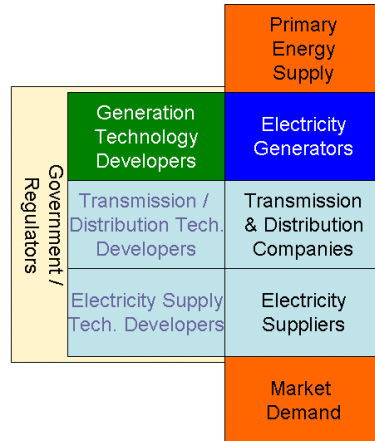 Primary
Energy
Supply
Government /
Regulators
Generation
Technology
Developers
Electricity
Generators
Transmission /
Distribution Tech.
Developers
Transmission
& Distribution
Companies
Electricity Supply
Tech. Developers
Electricity
Suppliers
Market
Demand